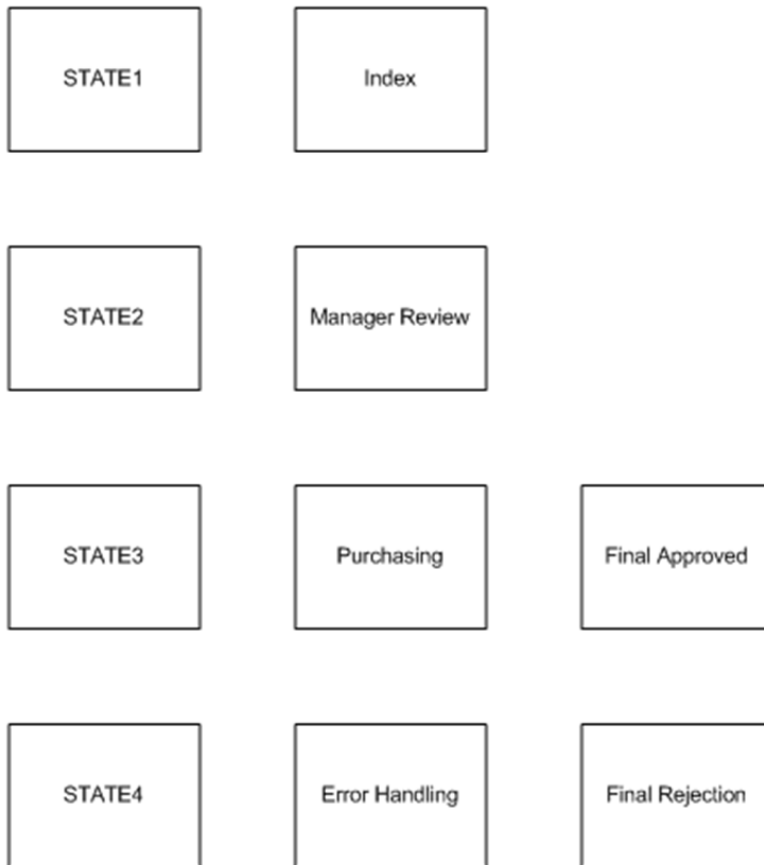 STATE1
Index
STATE2
Manager Review
STATE3
Purchasing
Final Approved
STATE4
Error Handling
Final Rejection